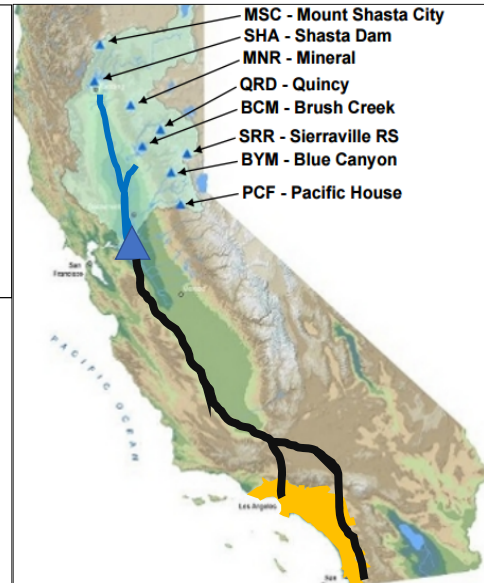 MSC - Mount Shasta City
SHA - Shasta Dam
MNR - Mineral
QRD - Quincy
BCM - Brush Creek
SRR - Sierraville RS
BYM - Blue Canyon
PCF - Pacific House
San
Francisco
PACIFIC OCEAN
Los Angeles
San